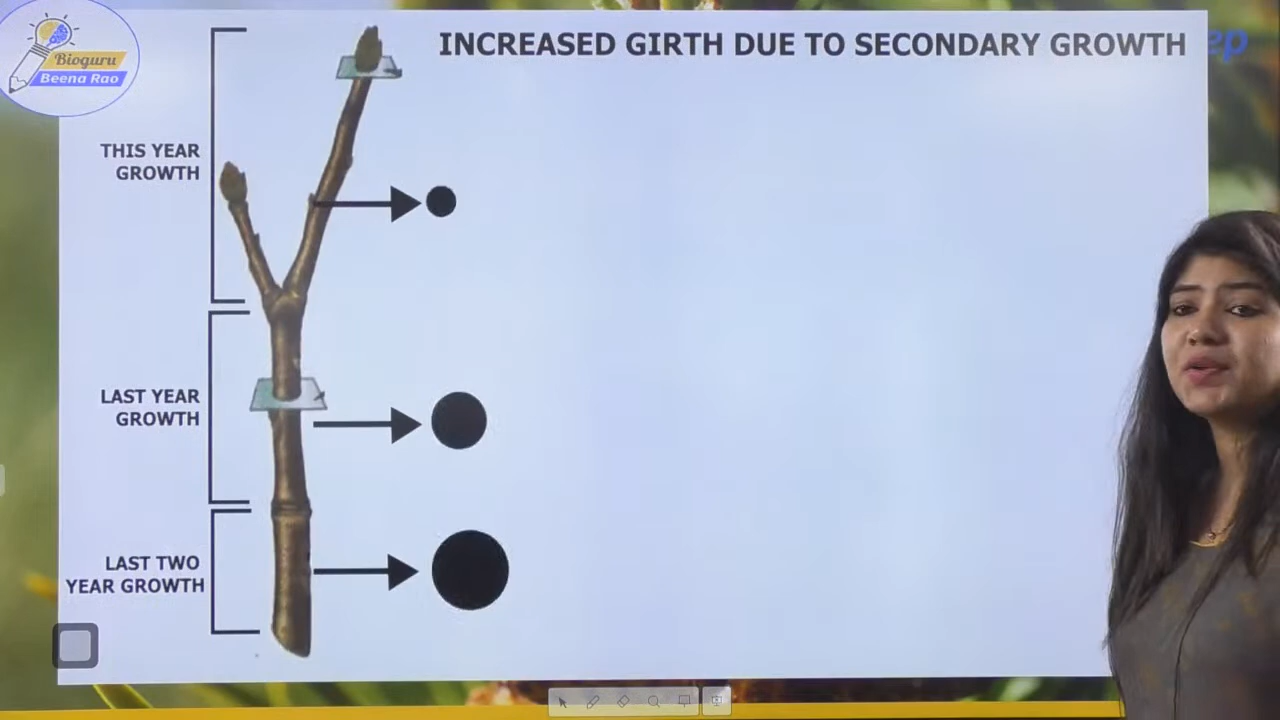 Bioguru
Beena Rao
INCREASED GIRTH DUE TO SECONDARY GROWTH
ep
THIS YEAR
GROWTH
LAST YEAR
GROWTH
LAST TWO
YEAR GROWTH